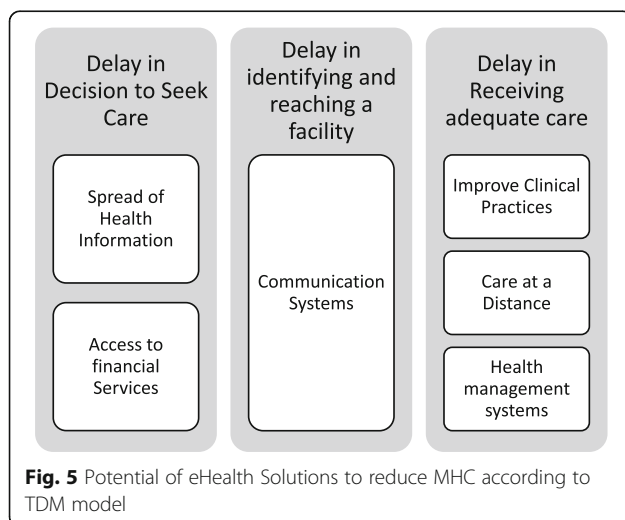 Delay in
Decision to Seek
Care
Spread of
Health
Information
Access to
financial
Services
Delay in
identifying and
reaching a
facility
Communication
Systems
Delay in
Receiving
adequate care
Improve Clinical
Practices
Care at a
Distance
Health
management
systems
Fig. 5 Potential of eHealth Solutions to reduce MHC according to
TDM model